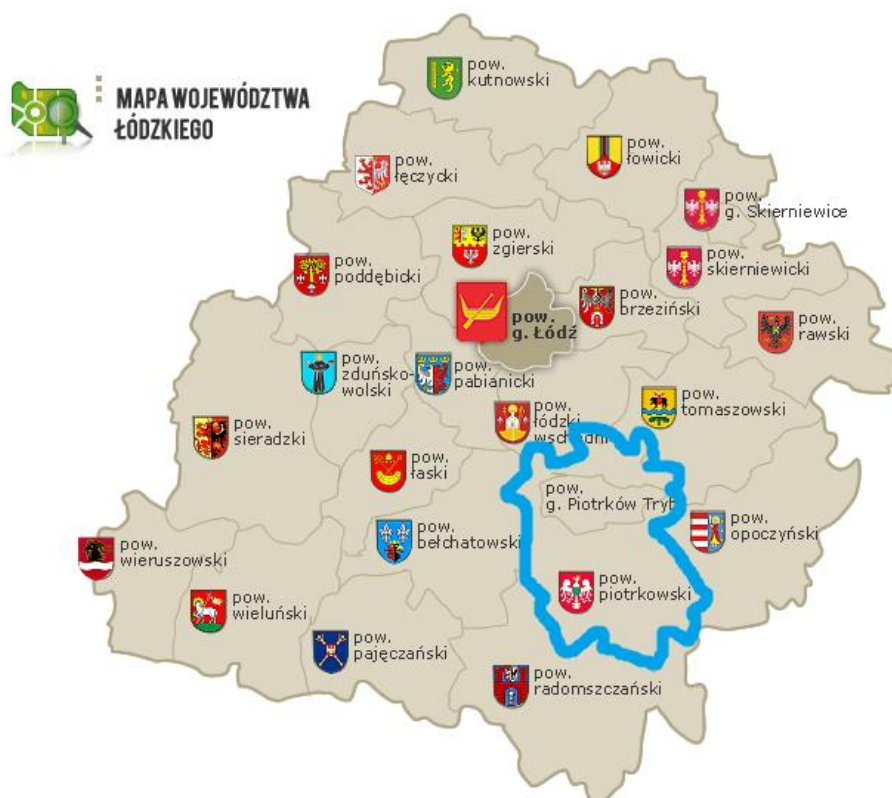 MAPA WOJEWÓDZTWA
ŁÓDZKIEGO
pow.
kutnowski
pow.
łowicki
pow.
łęczycki
pow.
g. Skierniewice
pow.
zgierski
pow.
skierniewicki
pow.
poddębicki
pow.
brzeziński
pow.
g. Łódź
pow.
rawski
pow.
zduńsko-
wolski
pow.
pabianicki
pow.
tomaszowski
pow.
łódzki
wschodni
pow.
sieradzki
pow.
łaski
pow.
g. Piotrków Tryb
pow.
opoczyński
pow.
bełchatowski
pow.
wieruszowski
pow.
piotrkowski
pow.
wieluński
pow.
pajęczański
pow.
radomszczański